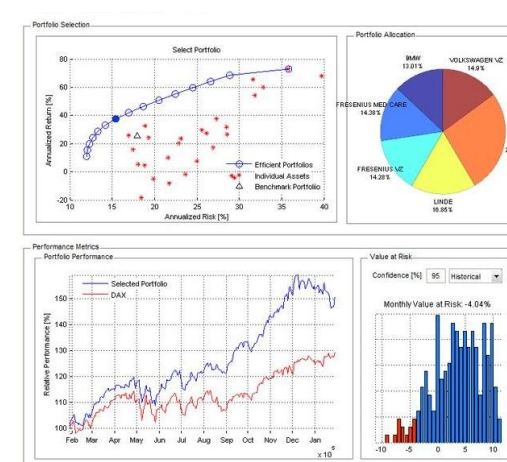 Portfolio Selection
Select Portfolio
Annualized Return [%]
80
60
40
20
0
-20
10 15 20 25 30 35 40
Annualized Risk [%]
Efficient Portfolios
Individual Assets
Benchmark Portfolio
Portfolio Allocation
BMW
13.01%
VOLKSWAGEN VZ
14.9%
FRESENIUS MED CARE
14.38%
FRESENIUS VZ
14.28%
LINDE
16.85%
2
Performance Metrics
Portfolio Performance
Selected Portfolio
DAX
Relative Performance [%]
150
140
130
120
110
100
Feb Mar Apr May Jun Jul Aug Sep Oct Nov Dec Jan
x 10
5
Value at Risk
Confidence [%] 95 Historical
Monthly Value at Risk: -4.04%
-10 -5 0 5 10